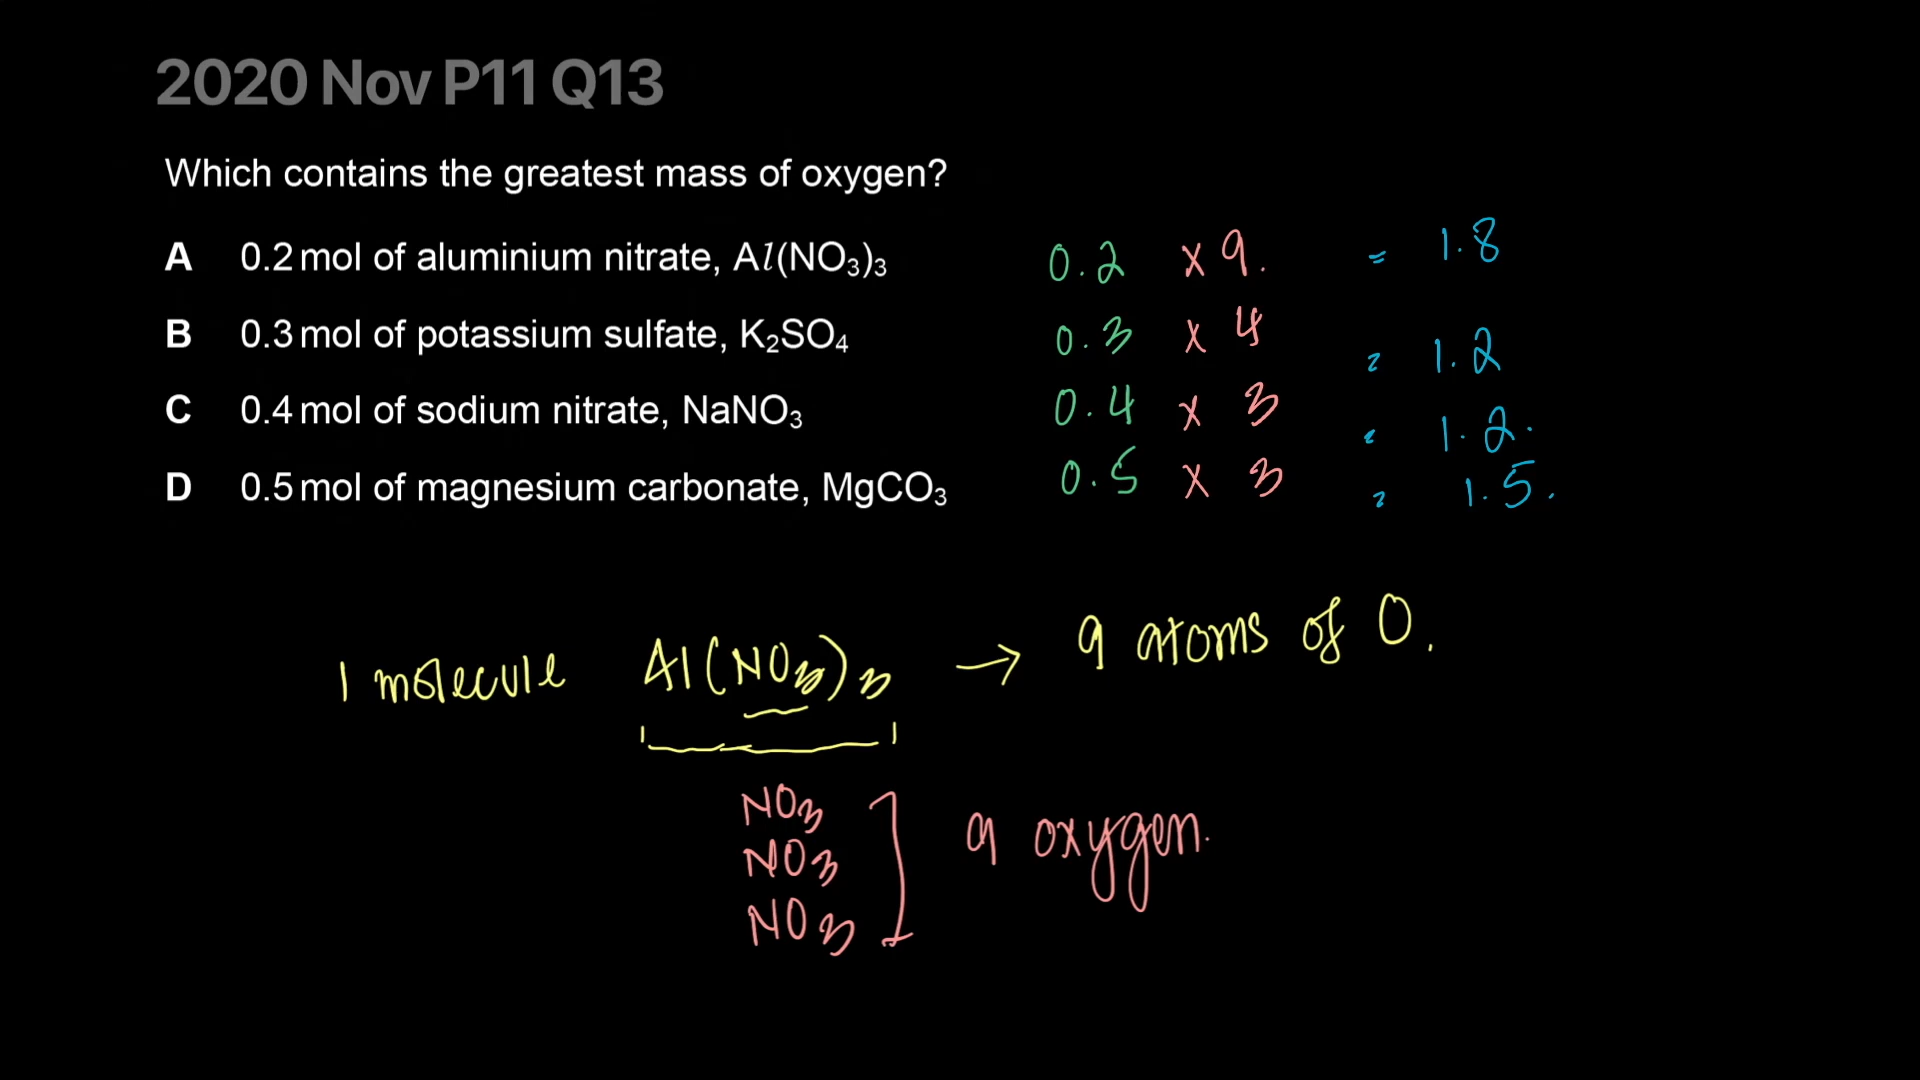 2020 Nov P11 Q13
Which contains the greatest mass of oxygen?
A 0.2 mol of aluminium nitrate, Al(NO₃)₃ 0.2 x 9. = 1.8
B 0.3 mol of potassium sulfate, K₂SO₄ 0.3 x 4 = 1.2
C 0.4 mol of sodium nitrate, NaNO₃ 0.4 x 3 = 1.2.
D 0.5 mol of magnesium carbonate, MgCO₃ 0.5 x 3 = 1.5.
1 molecule Al(NO₃)₃ → 9 atoms of O.
NO₃
NO₃ ] 9 oxygen.
NO₃